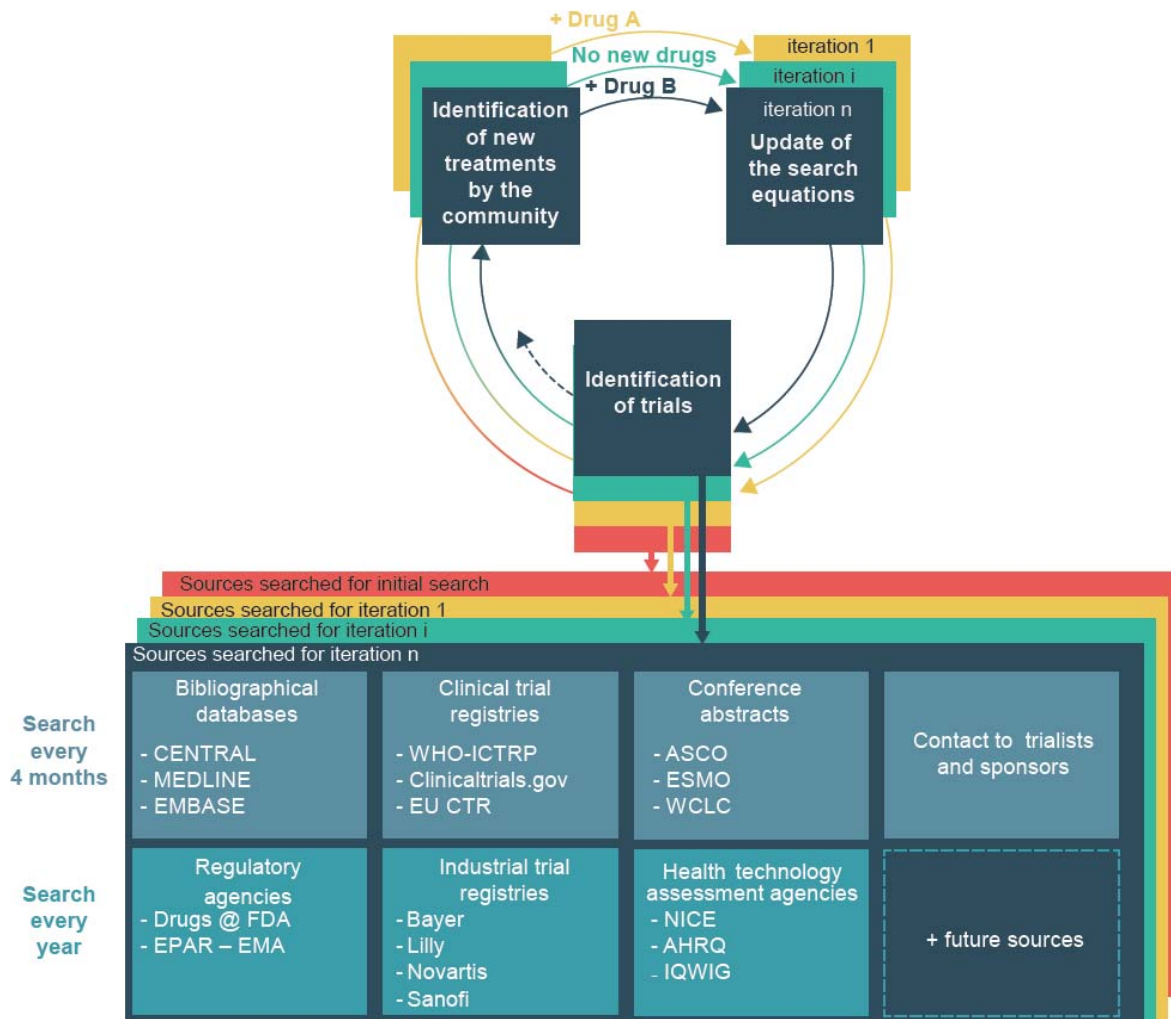 + Drug A
No new drugs
+ Drug B
iteration 1
iteration i
iteration n
Identification
of new
treatments
by the
community
Update of
the search
equations
Identification
of trials
Sources searched for initial search
Sources searched for iteration 1
Sources searched for iteration i
Sources searched for iteration n
Search
every
4 months
Bibliographical
databases
- CENTRAL
- MEDLINE
- EMBASE
Clinical trial
registries
- WHO-ICTRP
- Clinicaltrials.gov
- EU CTR
Conference
abstracts
- ASCO
- ESMO
- WCLC
Contact to trialists
and sponsors
Search
every
year
Regulatory
agencies
- Drugs @ FDA
- EPAR – EMA
Industrial trial
registries
- Bayer
- Lilly
- Novartis
- Sanofi
Health technology
assessment agencies
- NICE
- AHRQ
- IQWIG
+ future sources